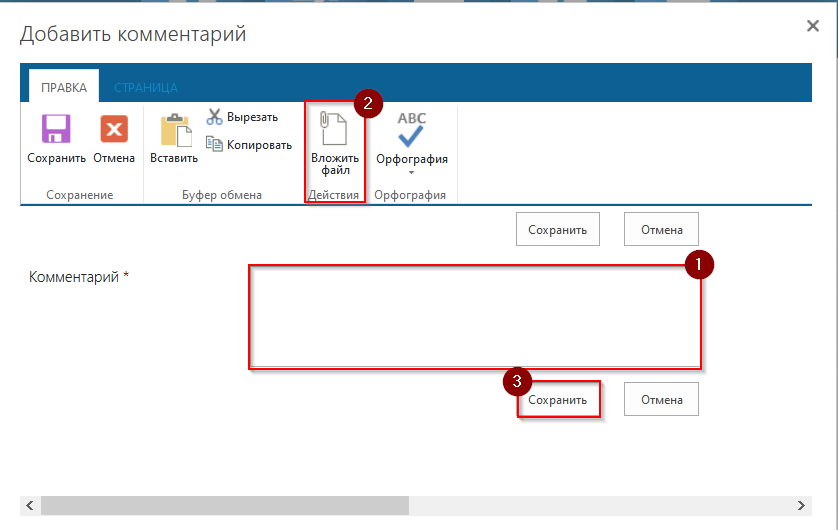 Добавить комментарий
ПРАВКА СТРАНИЦА
2
Вырезать
ABC
Сохранить Отмена Вставить Копировать Вложить файл Орфография
Сохранение Буфер обмена Действия Орфография
Сохранить Отмена
1
Комментарий *
3
Сохранить Отмена